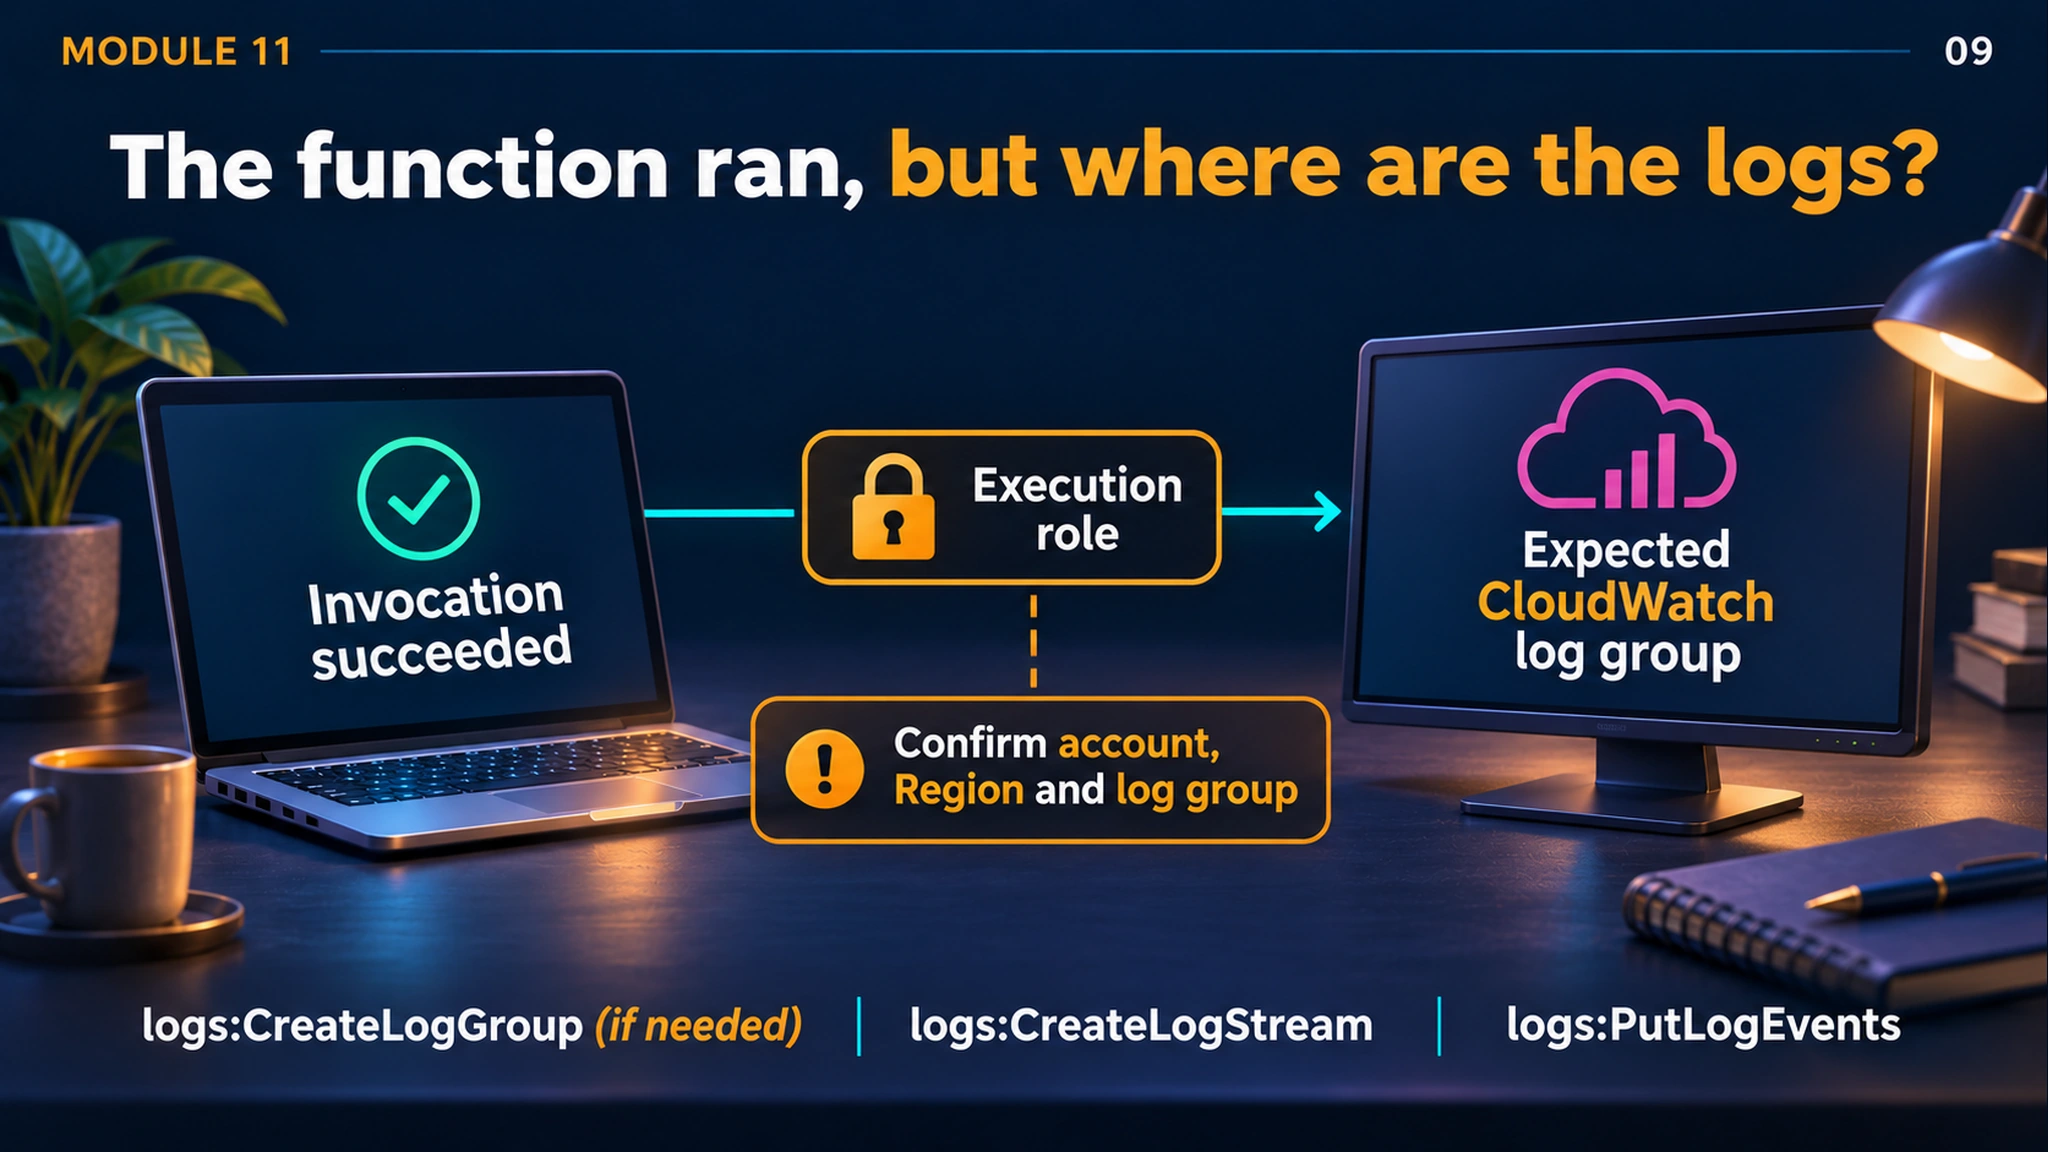 MODULE 11
09
The function ran, but where are the logs?
Invocation
succeeded
Execution
role
Expected
CloudWatch
log group
Confirm account,
Region and log group
logs:CreateLogGroup (if needed)
logs:CreateLogStream
logs:PutLogEvents